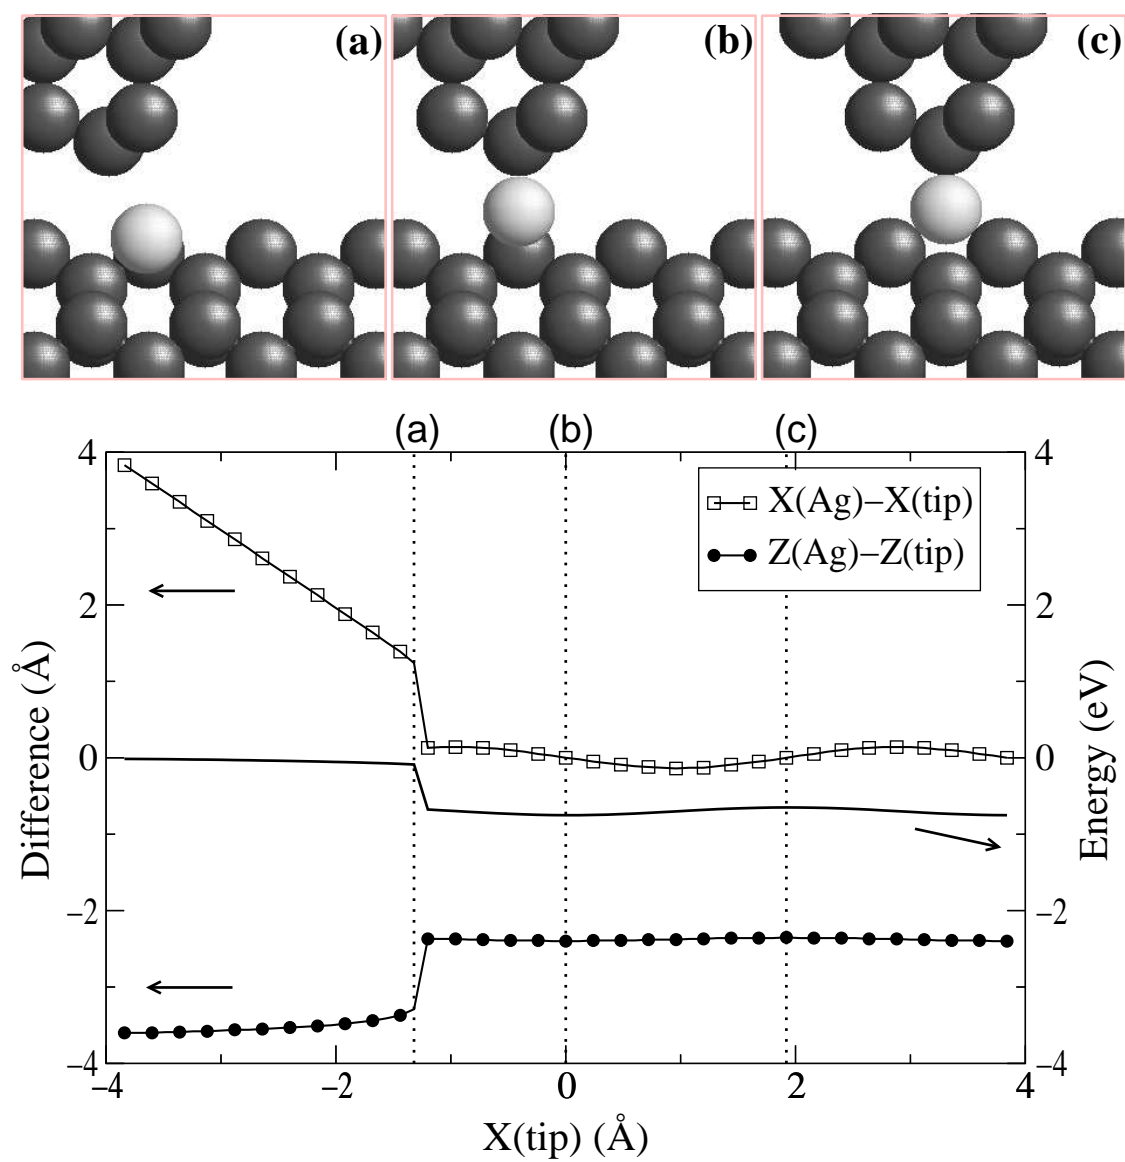 (a) (b) (c)
(a) (b) (c)
4 4
X(Ag)−X(tip)
Z(Ag)−Z(tip)
2 2
Difference (Å)
0 0
Energy (eV)
−2 −2
−4 −4
−4 −2 0 2 4
X(tip) (Å)